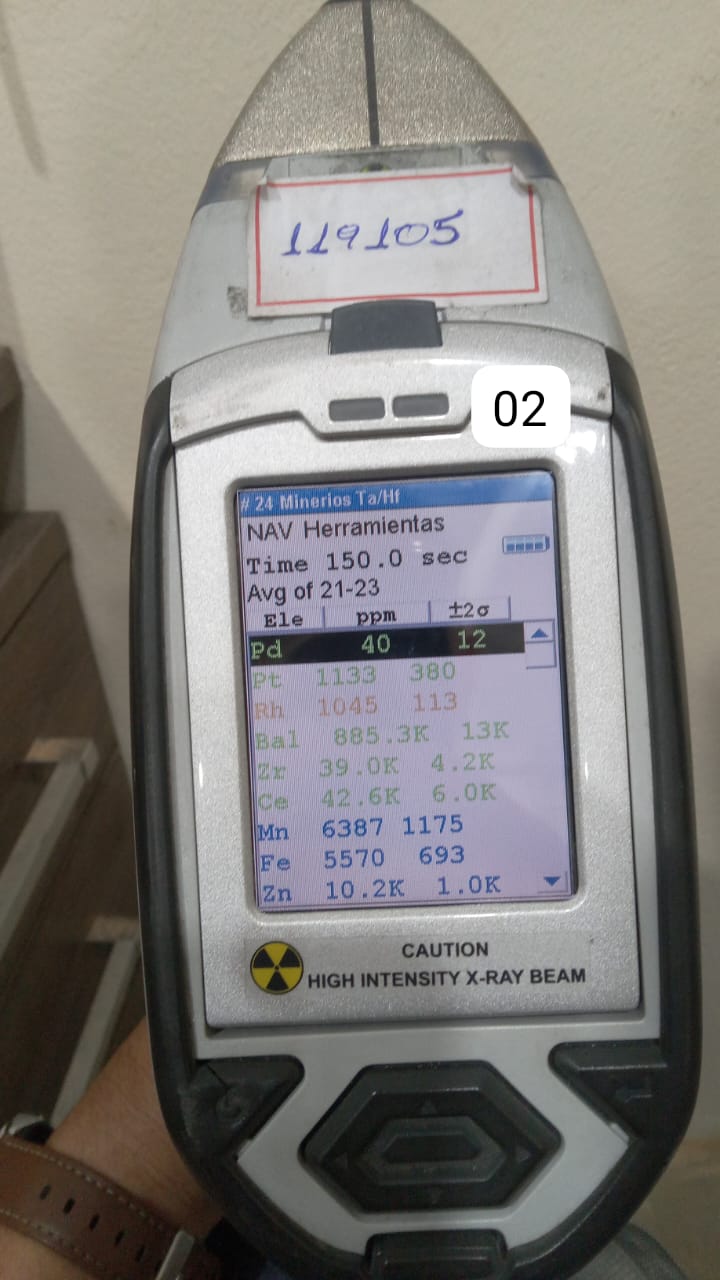 119105
02
# 24 Minerios Ta/Hf
NAV Herramientas
Time 150.0 sec
Avg of 21-23
Ele ppm ±2σ
Pd 40 12
Pt 1133 380
Rh 1045 113
Bal 885.3K 13K
Zr 39.0K 4.2K
Ce 42.6K 6.0K
Mn 6387 1175
Fe 5570 693
Zn 10.2K 1.0K
CAUTION
HIGH INTENSITY X-RAY BEAM